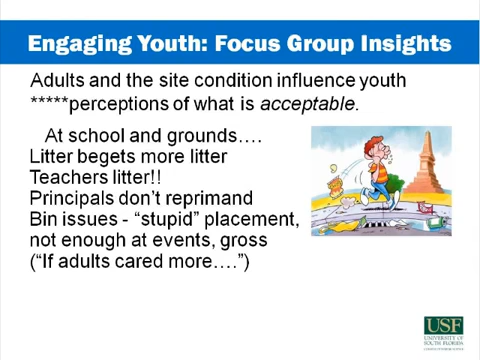 Engaging Youth: Focus Group Insights
Adults and the site condition influence youth
*****perceptions of what is acceptable.
At school and grounds….
Litter begets more litter
Teachers litter!!
Principals don't reprimand
Bin issues - “stupid” placement,
not enough at events, gross
(“If adults cared more….”)
USF
UNIVERSITY OF
SOUTH FLORIDA